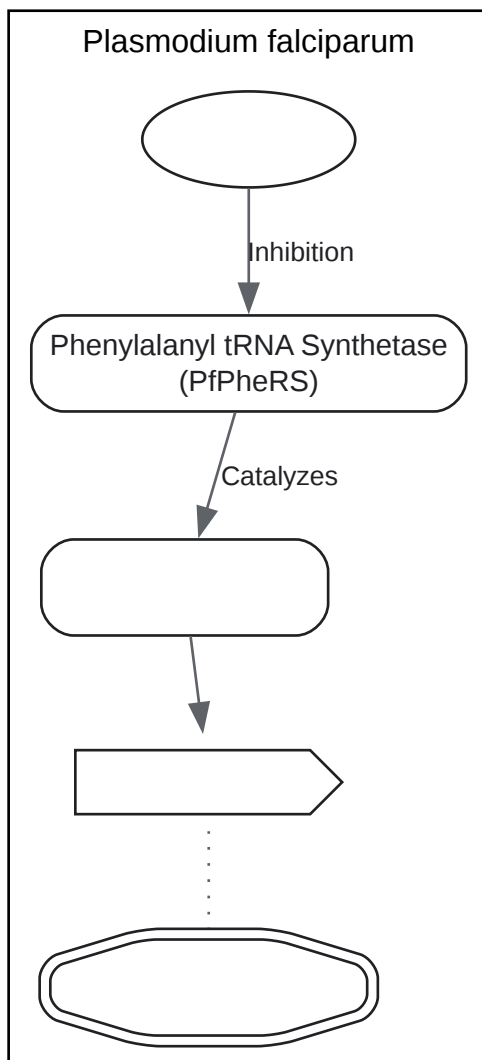 Plasmodium falciparum
Inhibition
Phenylalanyl tRNA Synthetase
(PfPheRS)
Catalyzes